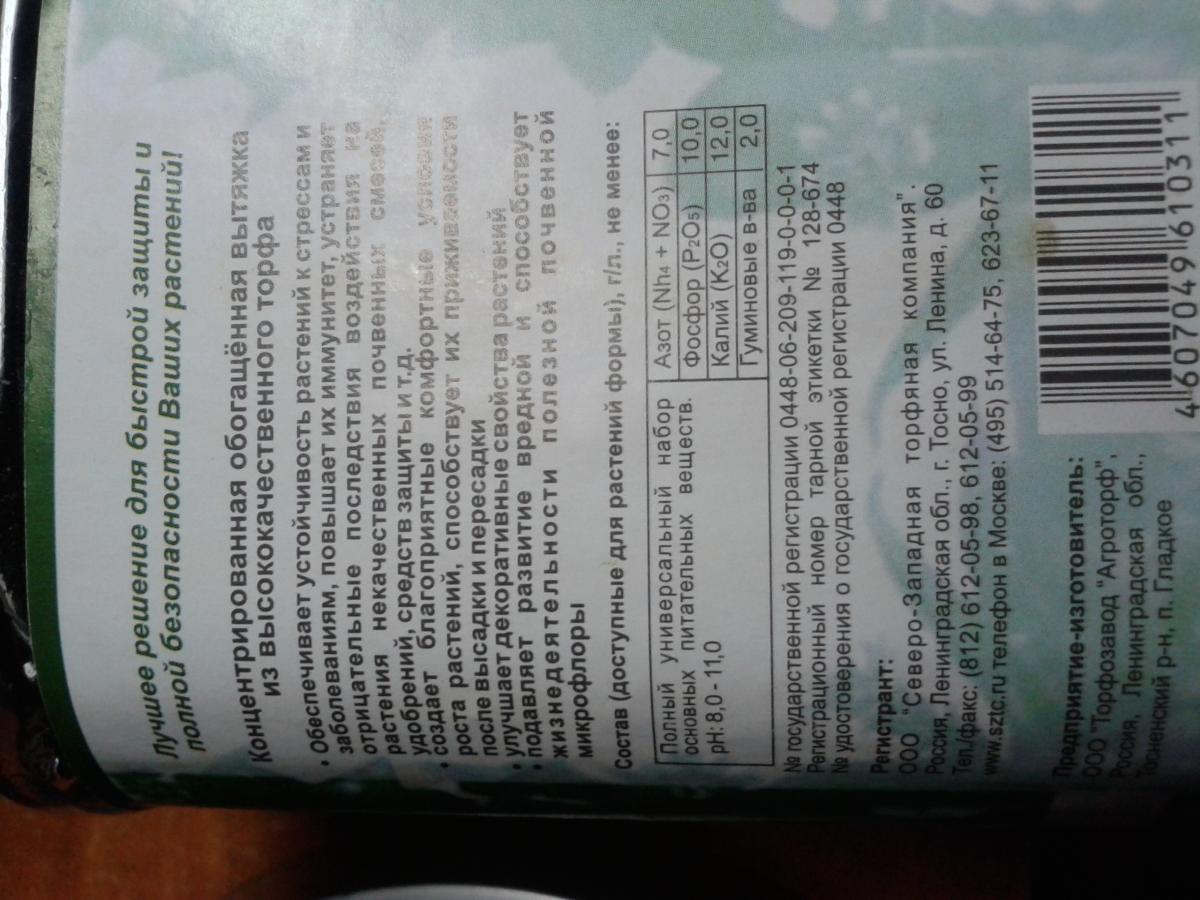 Лучшее решение для быстрой защиты и
полной безопасности Ваших растений!
Концентрированная обогащённая вытяжка
из высококачественного торфа
• Обеспечивает устойчивость растений к стрессам и
заболеваниям, повышает их иммунитет, устраняет
отрицательные последствия воздействия на
растения некачественных почвенных смесей,
удобрений, средств защиты и т.д.
• создает благоприятные комфортные условия
роста растений, способствует их приживаемости
после высадки и пересадки
• улучшает декоративные свойства растений
• подавляет развитие вредной и способствует
жизнедеятельности полезной почвенной
микрофлоры
Состав (доступные для растений формы), г/л., не менее:
Полный универсальный набор
основных питательных веществ.
pH: 8,0 - 11,0
Азот (Nh4 + NO3) 7,0
Фосфор (P2O5) 10,0
Калий (K2O) 12,0
Гуминовые в-ва 2,0
№ государственной регистрации 0448-06-209-119-0-0-0-1
Регистрационный номер тарной этикетки № 128-674
№ удостоверения о государственной регистрации 0448
Регистрант:
ООО "Северо-Западная торфяная компания".
Россия, Ленинградская обл., г. Тосно, ул. Ленина, д. 60
Тел./факс: (812) 612-05-98, 612-05-99
www.sztc.ru телефон в Москве: (495) 514-64-75, 623-67-11
Предприятие-изготовитель:
ООО "Торфозавод "Агроторф",
Россия, Ленинградская обл.,
Тосненский р-н, п. Гладкое
4 607049 610311